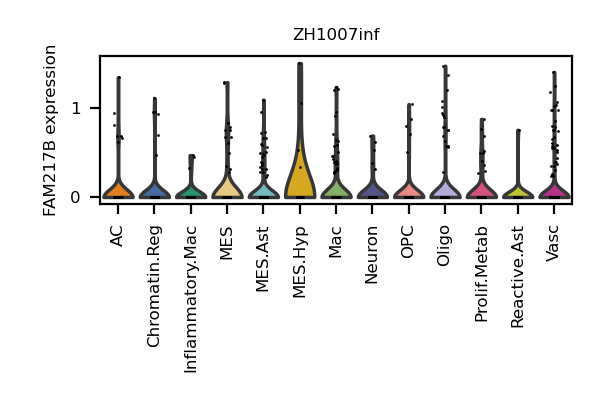 ZH1007inf
FAM217B expression
1
0
AC
Chromatin.Reg
Inflammatory.Mac
MES
MES.Ast
MES.Hyp
Mac
Neuron
OPC
Oligo
Prolif.Metab
Reactive.Ast
Vasc